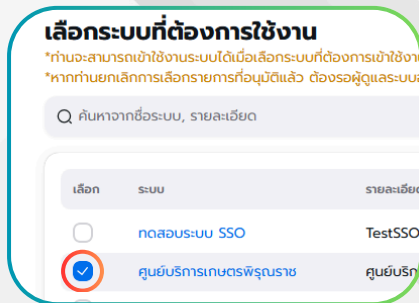 เลือกระบบที่ต้องการใช้งาน
*ท่านจะสามารถเข้าใช้งานระบบได้เมื่อเลือกระบบที่ต้องการเข้าใช้งาน
*หากท่านยกเลิกการเลือกรายการที่อนุมัติแล้ว ต้องรอผู้ดูแลระบบ
ค้นหาจากชื่อระบบ, รายละเอียด
เลือก ระบบ รายละเอียด
ทดสอบระบบ SSO TestSSO
ศูนย์บริการเกษตรพิรุณราช ศูนย์บริก